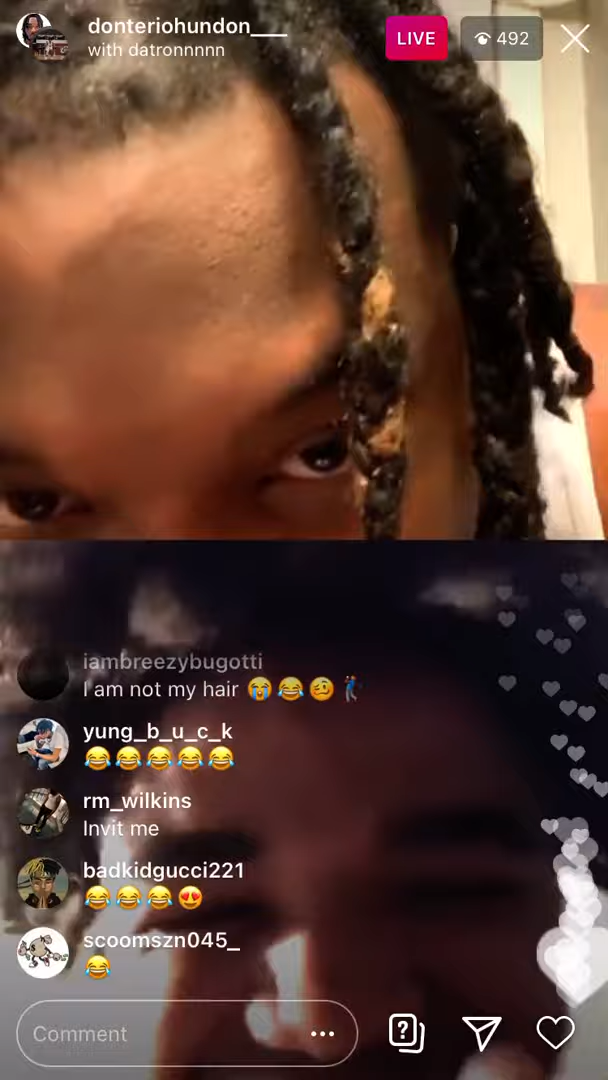 donteriohundon___
with datronnnnn
LIVE
492
iambreezybugotti
I am not my hair 😭😂🥴🕺
yung_b_u_c_k
😂😂😂😂😂
rm_wilkins
Invit me
badkidgucci221
😂😂😂😍
scoomszn045_
😂
Comment